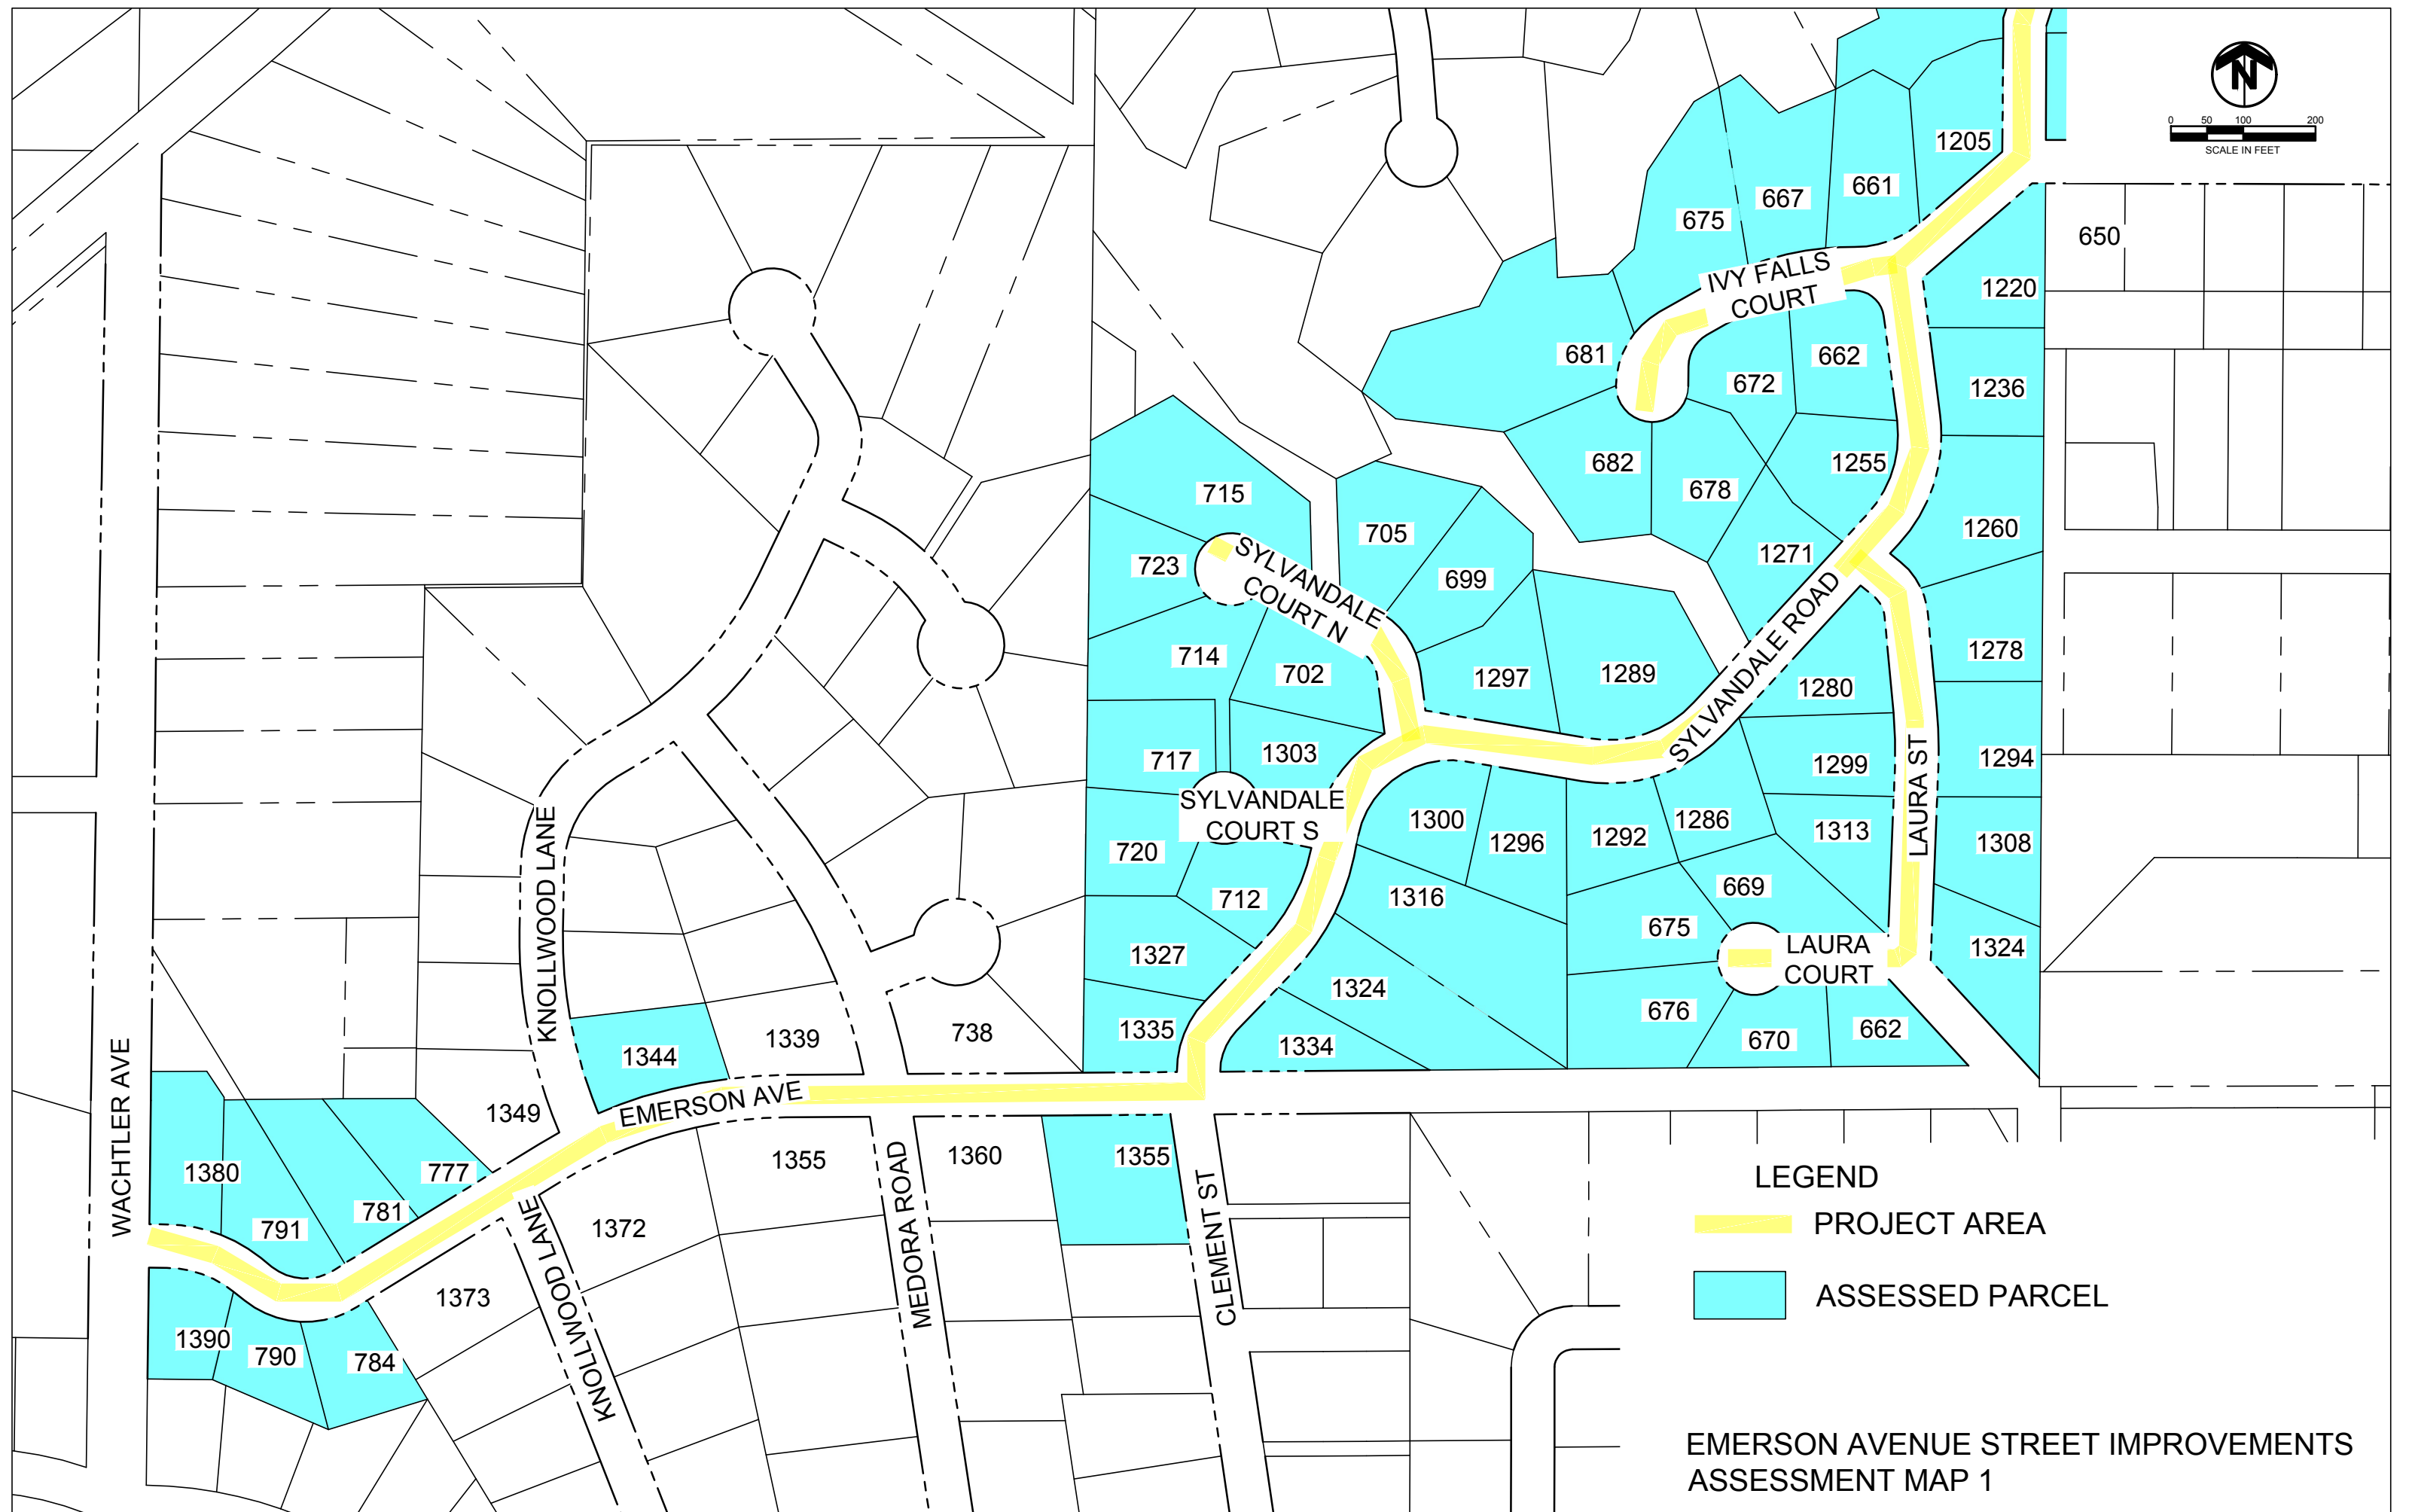 N
0 50 100 200
SCALE IN FEET
1205
661
667
675
650
IVY FALLS
COURT
1220
681
662
672
1236
682
678
1255
715
705
1260
723
SYLVANDALE
COURT N
699
1271
714
702
1297
1289
SYLVANDALE ROAD
1278
1280
717
1303
1299
1294
LAURA ST
SYLVANDALE
COURT S
1300
1286
1296
1292
1313
1308
720
712
1316
669
KNOLLWOOD LANE
675
1327
LAURA
COURT
1324
1324
676
1335
1334
670
662
1344
1339
738
WACHTLER AVE
EMERSON AVE
1349
1380
777
781
791
1355
1360
1355
1372
KNOLLWOOD LANE
MEDORA ROAD
CLEMENT ST
1373
1390
790
784
LEGEND
PROJECT AREA
ASSESSED PARCEL
EMERSON AVENUE STREET IMPROVEMENTS
ASSESSMENT MAP 1